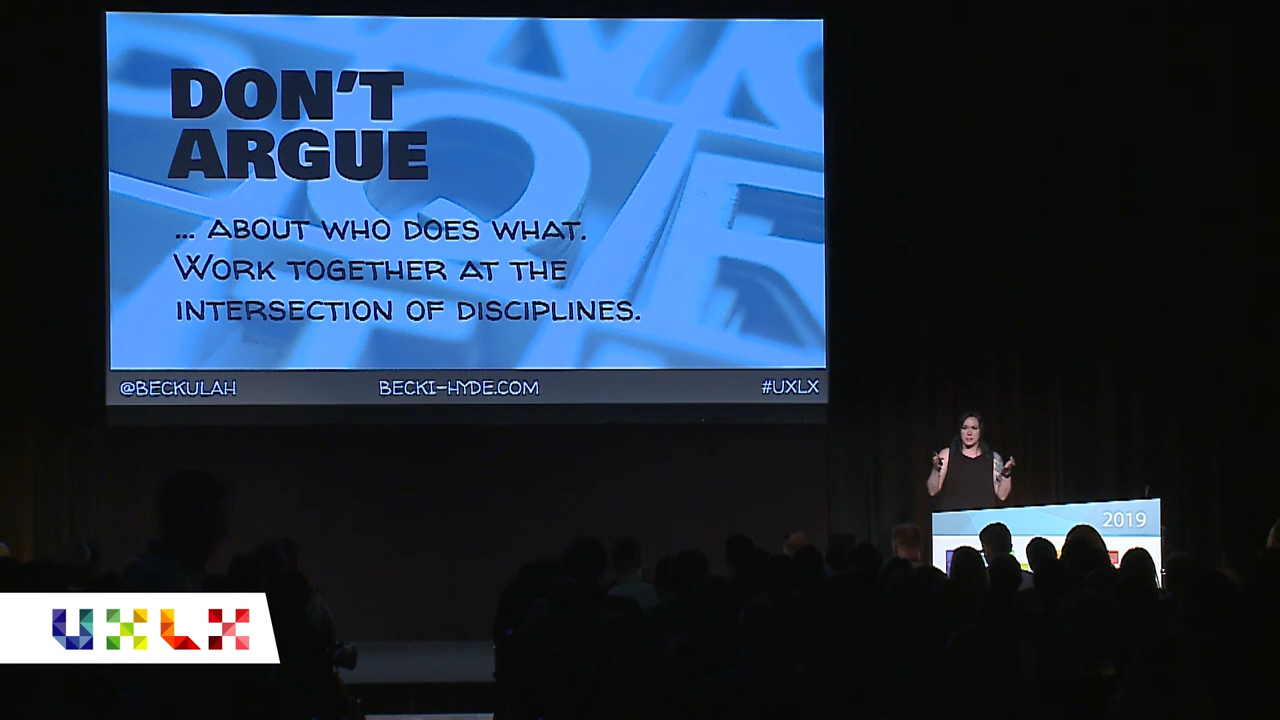 DON'T
ARGUE
... ABOUT WHO DOES WHAT.
WORK TOGETHER AT THE
INTERSECTION OF DISCIPLINES.
@BECKULAH BECKI-HYDE.COM #UXLX
2019
UXLX